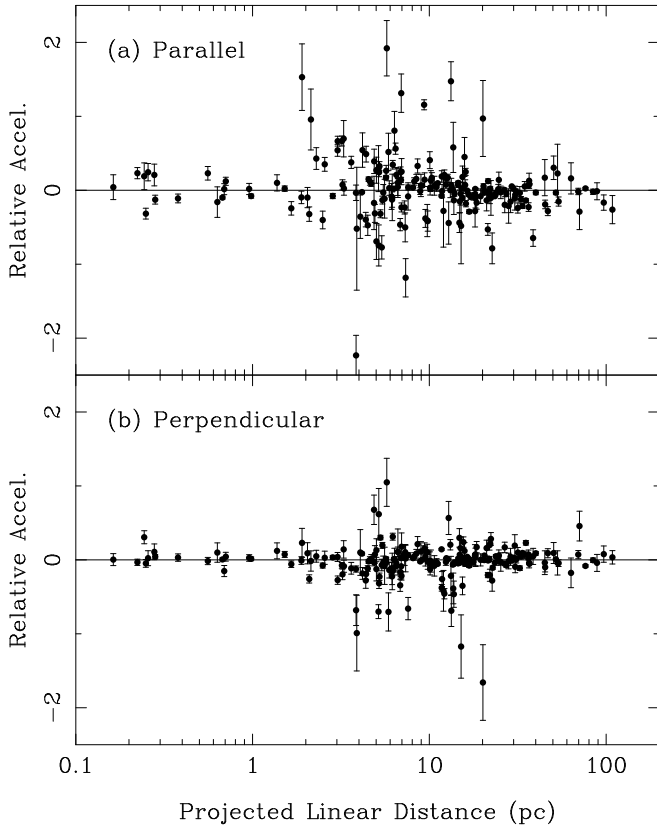 2
(a) Parallel
0
Relative Accel.
−2
2
(b) Perpendicular
0
Relative Accel.
−2
0.1 1 10 100
Projected Linear Distance (pc)